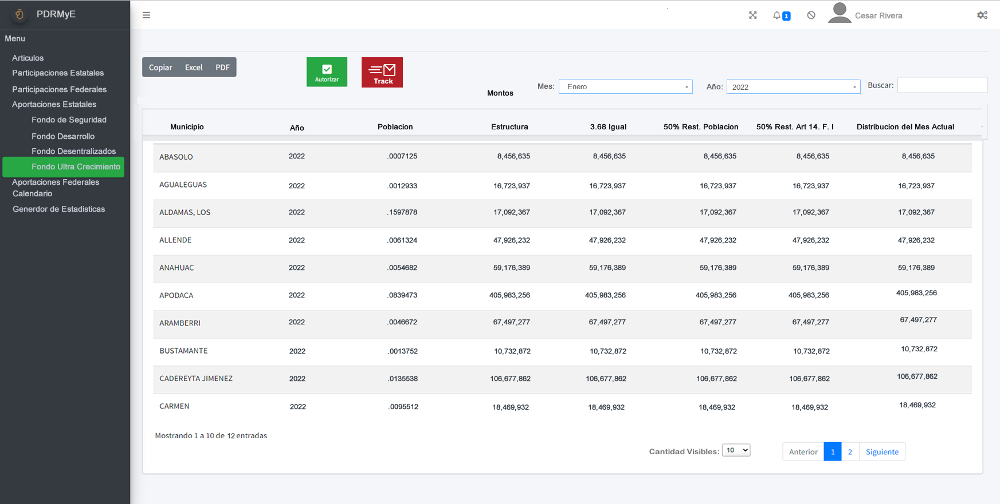 PDRMyE
1
Cesar Rivera
Menu
Articulos
Participaciones Estatales
Participaciones Federales
Aportaciones Estatales
Fondo de Seguridad
Fondo Desarrollo
Fondo Desentralizados
Fondo Ultra Crecimiento
Aportaciones Federales
Calendario
Generdor de Estadisticas
Copiar Excel PDF
Autorizar
Track
Montos
Mes: Enero
Año: 2022
Buscar:
Municipio Año Poblacion Estructura 3.68 Igual 50% Rest. Poblacion 50% Rest. Art 14. F. I Distribucion del Mes Actual
ABASOLO 2022 .0007125 8,456,635 8,456,635 8,456,635 8,456,635 8,456,635
AGUALEGUAS 2022 .0012933 16,723,937 16,723,937 16,723,937 16,723,937 16,723,937
ALDAMAS, LOS 2022 .1597878 17,092,367 17,092,367 17,092,367 17,092,367 17,092,367
ALLENDE 2022 .0061324 47,926,232 47,926,232 47,926,232 47,926,232 47,926,232
ANAHUAC 2022 .0054682 59,176,389 59,176,389 59,176,389 59,176,389 59,176,389
APODACA 2022 .0839473 405,983,256 405,983,256 405,983,256 405,983,256 405,983,256
ARAMBERRI 2022 .0046672 67,497,277 67,497,277 67,497,277 67,497,277 67,497,277
BUSTAMANTE 2022 .0013752 10,732,872 10,732,872 10,732,872 10,732,872 10,732,872
CADEREYTA JIMENEZ 2022 .0135538 106,677,862 106,677,862 106,677,862 106,677,862 106,677,862
CARMEN 2022 .0095512 18,469,932 18,469,932 18,469,932 18,469,932 18,469,932
Mostrando 1 a 10 de 12 entradas
Cantidad Visibles: 10
Anterior 1 2 Siguiente